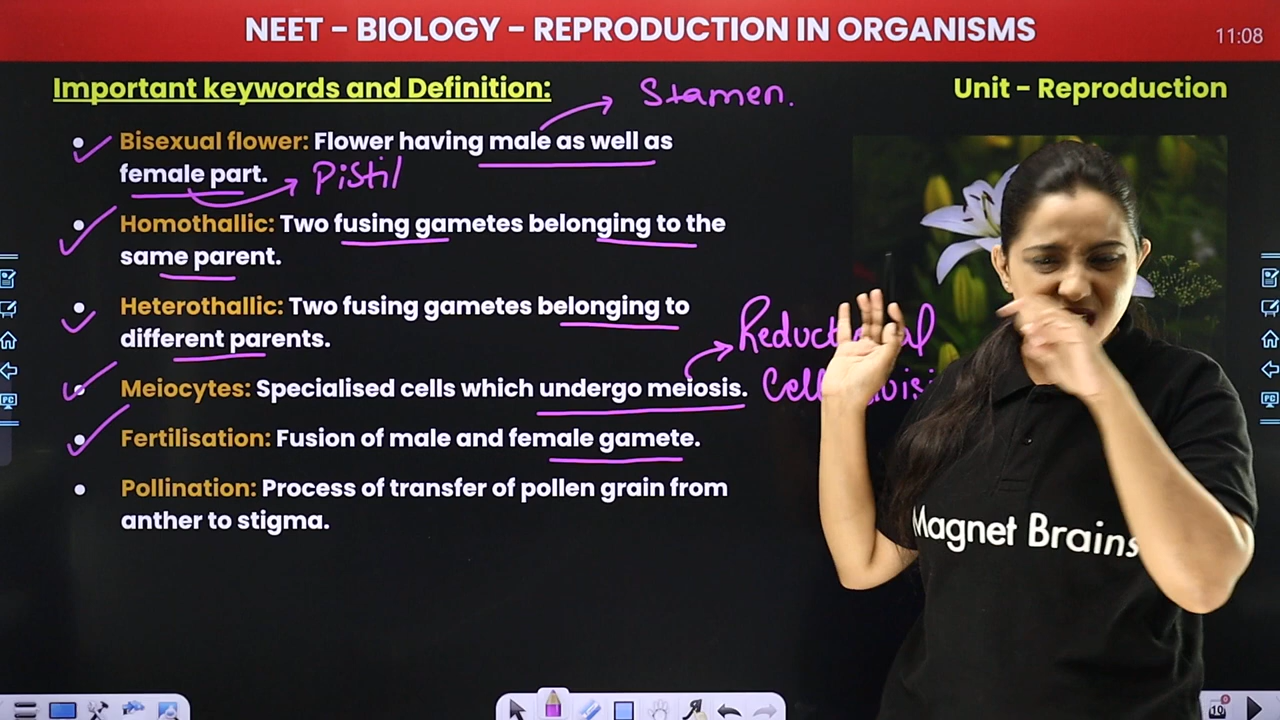 NEET - BIOLOGY - REPRODUCTION IN ORGANISMS
11:08
Important keywords and Definition:
Stamen.
Unit - Reproduction
Bisexual flower: Flower having male as well as
female part.
Pistil
Homothallic: Two fusing gametes belonging to the
same parent.
Heterothallic: Two fusing gametes belonging to
different parents.
Meiocytes: Specialised cells which undergo meiosis.
Cell
Fertilisation: Fusion of male and female gamete.
Pollination: Process of transfer of pollen grain from
anther to stigma.
Magnet Brains
PC
PC
10